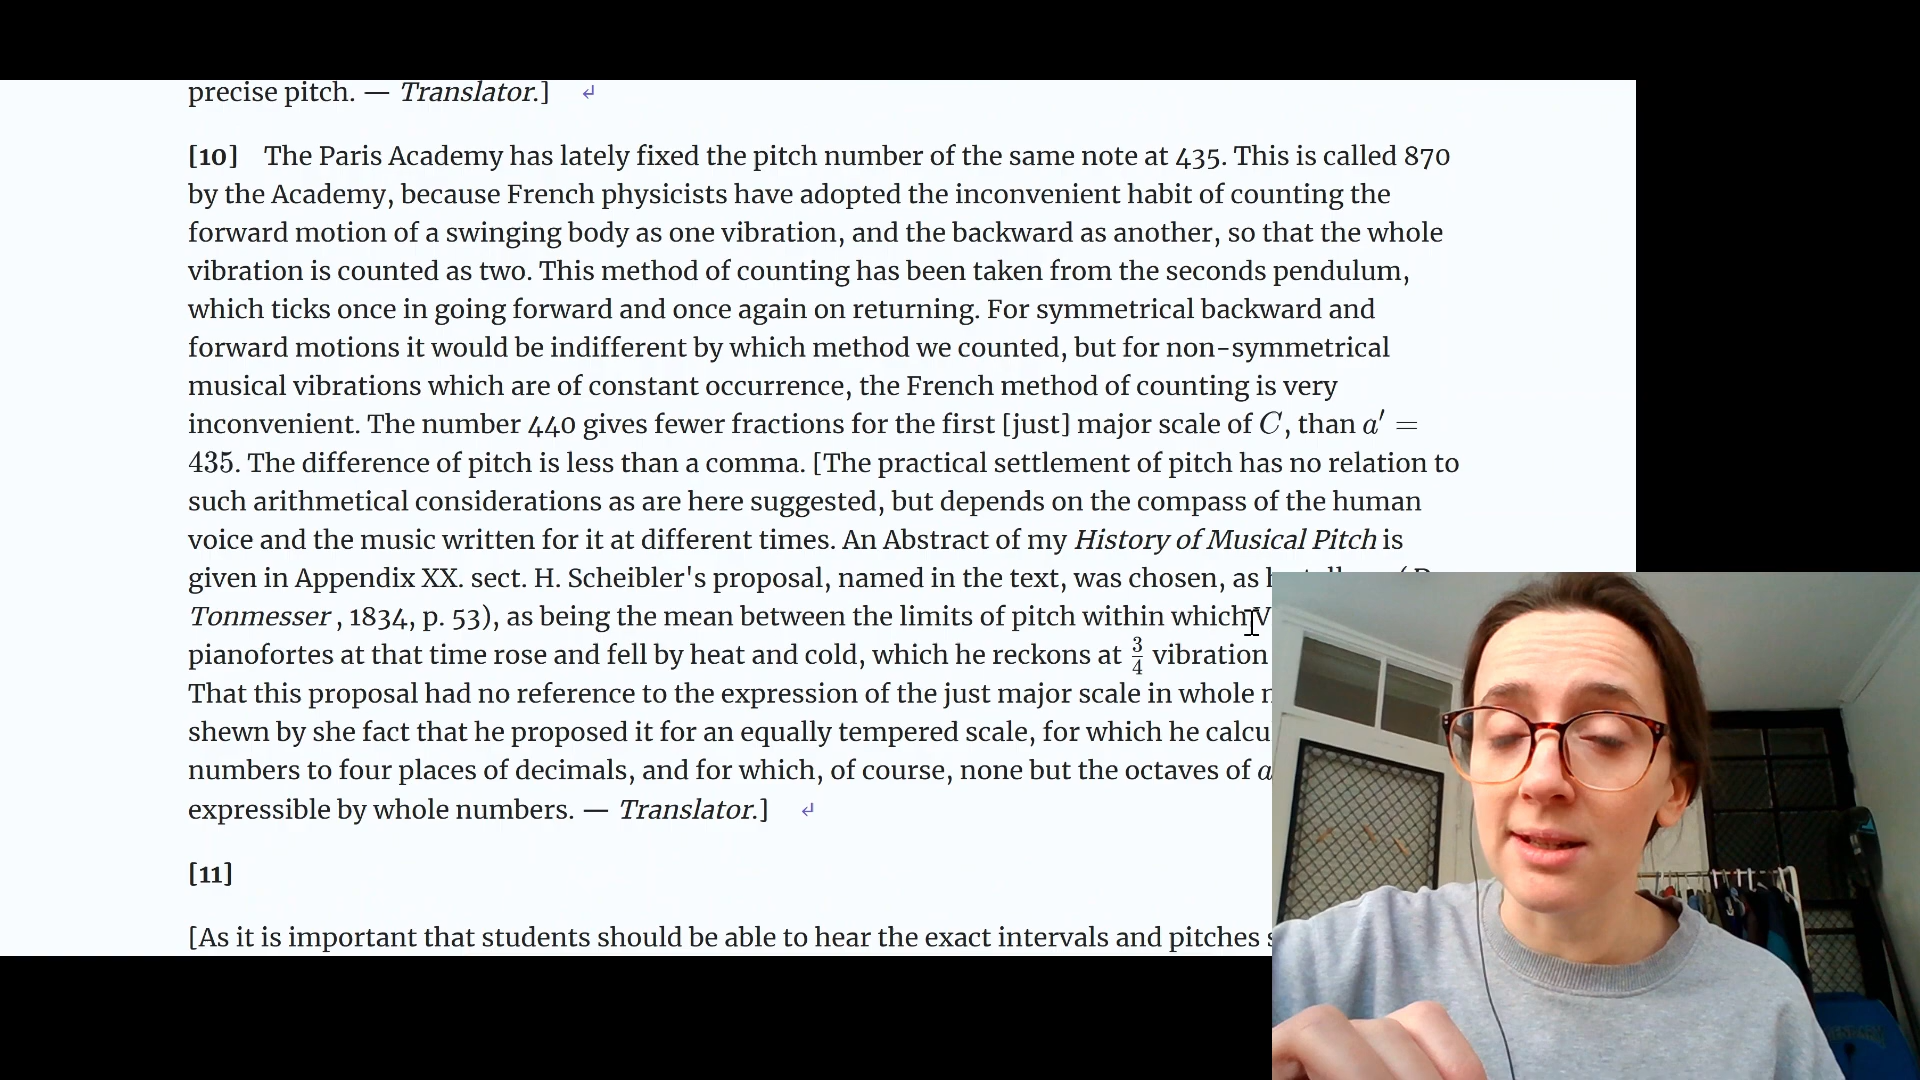 precise pitch. — Translator.] ↵
[10] The Paris Academy has lately fixed the pitch number of the same note at 435. This is called 870
by the Academy, because French physicists have adopted the inconvenient habit of counting the
forward motion of a swinging body as one vibration, and the backward as another, so that the whole
vibration is counted as two. This method of counting has been taken from the seconds pendulum,
which ticks once in going forward and once again on returning. For symmetrical backward and
forward motions it would be indifferent by which method we counted, but for non-symmetrical
musical vibrations which are of constant occurrence, the French method of counting is very
inconvenient. The number 440 gives fewer fractions for the first [just] major scale of C, than a′ =
435. The difference of pitch is less than a comma. [The practical settlement of pitch has no relation to
such arithmetical considerations as are here suggested, but depends on the compass of the human
voice and the music written for it at different times. An Abstract of my History of Musical Pitch is
given in Appendix XX. sect. H. Scheibler's proposal, named in the text, was chosen, as
Tonmesser , 1834, p. 53), as being the mean between the limits of pitch within which
pianofortes at that time rose and fell by heat and cold, which he reckons at 3/4 vibration
That this proposal had no reference to the expression of the just major scale in whole
shewn by she fact that he proposed it for an equally tempered scale, for which he calcu
numbers to four places of decimals, and for which, of course, none but the octaves of a
expressible by whole numbers. — Translator.] ↵
[11]
[As it is important that students should be able to hear the exact intervals and pitches